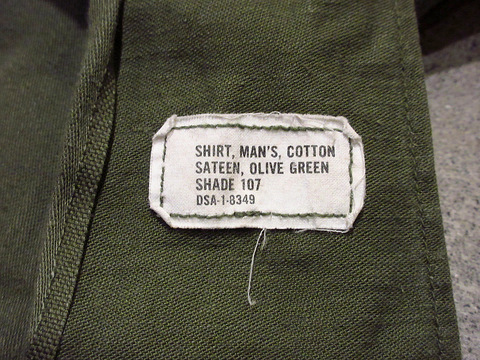 SHIRT, MAN'S, COTTON
SATEEN, OLIVE GREEN
SHADE 107
DSA-1-8349